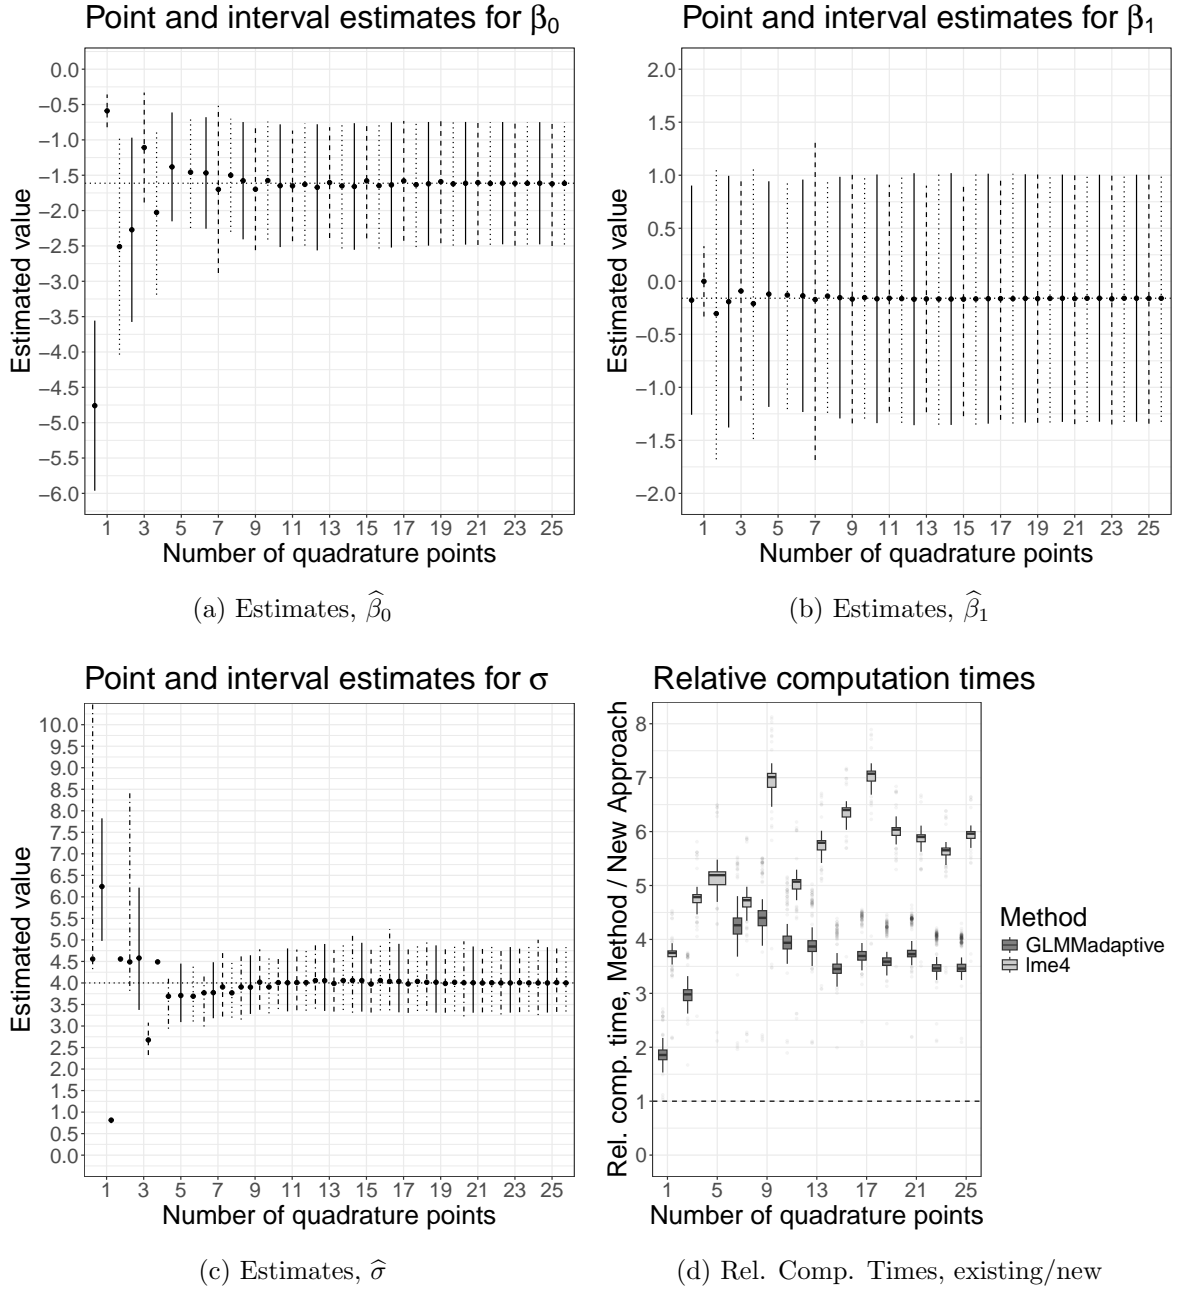 Point and interval estimates for β0
Estimated value
0.0
−0.5
−1.0
−1.5
−2.0
−2.5
−3.0
−3.5
−4.0
−4.5
−5.0
−5.5
−6.0
1 3 5 7 9 11 13 15 17 19 21 23 25
Number of quadrature points
(a) Estimates, β̂0
Point and interval estimates for β1
Estimated value
2.0
1.5
1.0
0.5
0.0
−0.5
−1.0
−1.5
−2.0
1 3 5 7 9 11 13 15 17 19 21 23 25
Number of quadrature points
(b) Estimates, β̂1
Point and interval estimates for σ
Estimated value
10.0
9.5
9.0
8.5
8.0
7.5
7.0
6.5
6.0
5.5
5.0
4.5
4.0
3.5
3.0
2.5
2.0
1.5
1.0
0.5
0.0
1 3 5 7 9 11 13 15 17 19 21 23 25
Number of quadrature points
(c) Estimates, σ̂
Relative computation times
Rel. comp. time, Method / New Approach
8
7
6
5
4
3
2
1
0
1 5 9 13 17 21 25
Number of quadrature points
Method
GLMMadaptive
lme4
(d) Rel. Comp. Times, existing/new